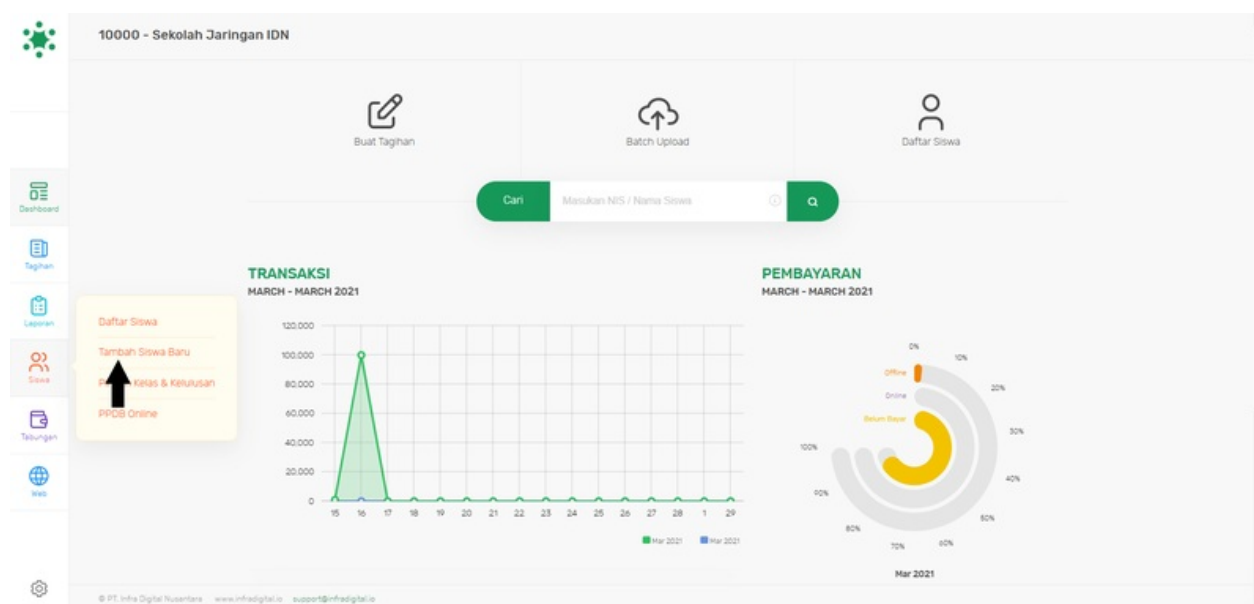 10000 - Sekolah Jaringan IDN
Buat Tagihan
Batch Upload
Daftar Siswa
Dashboard
Cari
Masukan NIS / Nama Siswa
Tagihan
TRANSAKSI
MARCH - MARCH 2021
PEMBAYARAN
MARCH - MARCH 2021
Laporan
Daftar Siswa
Tambah Siswa Baru
Kelas & Kelulusan
PPDB Online
Siswa
Tabungan
Web
120.000
100.000
80.000
60.000
40.000
20.000
0
15 16 17 18 19 20 21 22 23 24 25 26 27 28 1 29
Mar 2021 Mar 2021
Offline
Online
Belum Bayar
0%
10%
20%
30%
40%
50%
60%
70%
80%
90%
100%
Mar 2021
© PT. Infra Digital Nusantara www.infradigital.io support@infradigital.io